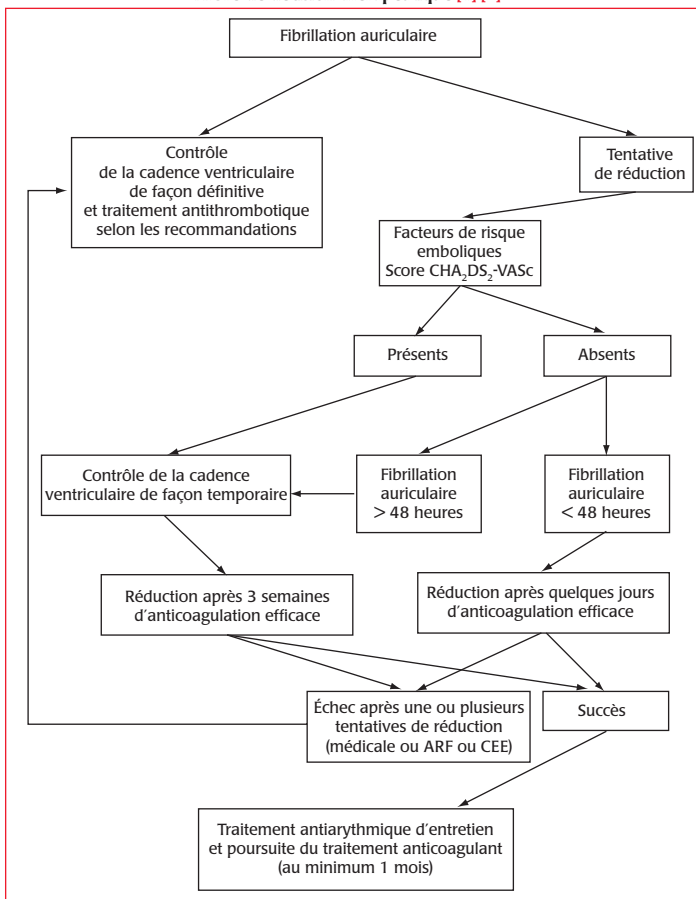 Fibrillation auriculaire
Contrôle
de la cadence ventriculaire
de façon définitive
et traitement antithrombotique
selon les recommandations
Tentative
de réduction
Facteurs de risque
emboliques
Score CHA₂DS₂-VASc
Présents
Absents
Contrôle de la cadence
ventriculaire de façon temporaire
Fibrillation
auriculaire
> 48 heures
Fibrillation
auriculaire
< 48 heures
Réduction après 3 semaines
d’anticoagulation efficace
Réduction après quelques jours
d’anticoagulation efficace
Échec après une ou plusieurs
tentatives de réduction
(médicale ou ARF ou CEE)
Succès
Traitement antiarythmique d’entretien
et poursuite du traitement anticoagulant
(au minimum 1 mois)